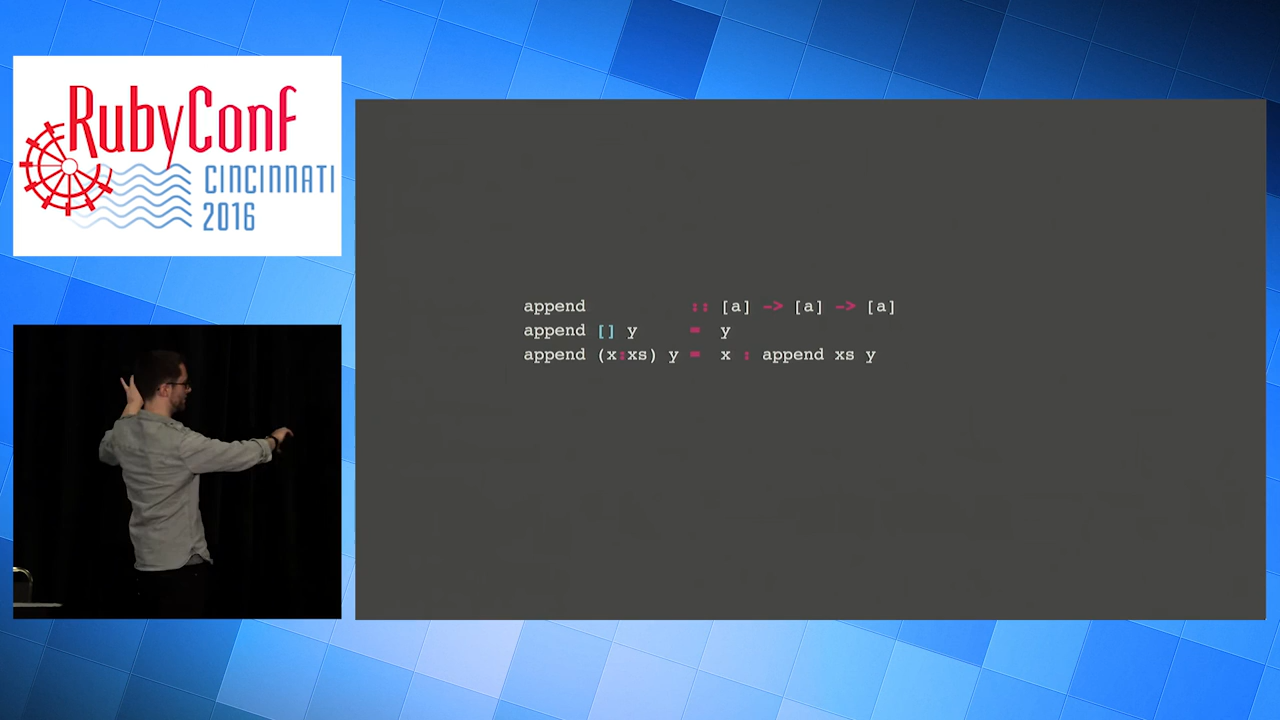 RubyConf
CINCINNATI
2016
append :: [a] -> [a] -> [a]
append [] y = y
append (x:xs) y = x : append xs y